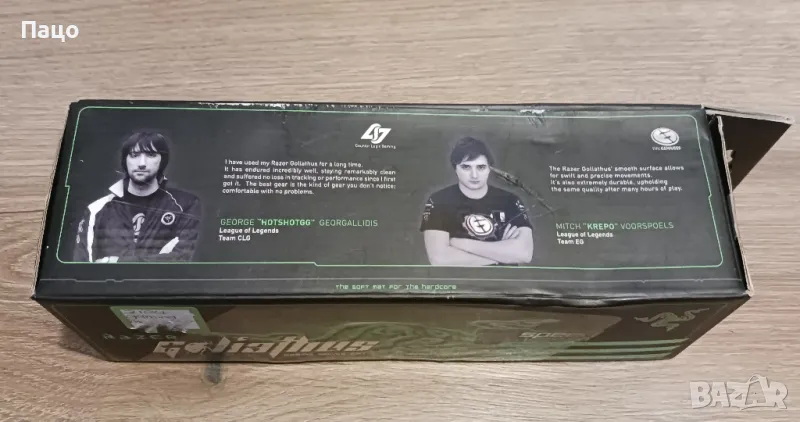 Пацо
Counter Logic Gaming
I have used my Razer Goliathus for a long time.
It has endured incredibly well, staying remarkably clean
and suffered no loss in tracking or performance since I first
got it. The best gear is the kind of gear you don't notice:
comfortable with no problems.
GEORGE "HOTSHOTGG" GEORGALLIDIS
League of Legends
Team CLG
EVIL GENIUSES
The Razer Goliathus' smooth surface allows
for swift and precise movements.
It's also extremely durable, upholding
the same quality after many hours of play.
MITCH "KREPO" VOORSPOELS
League of Legends
Team EG
THE SOFT MAT FOR THE HARDCORE
RAZER
Goliathus
BAZAR